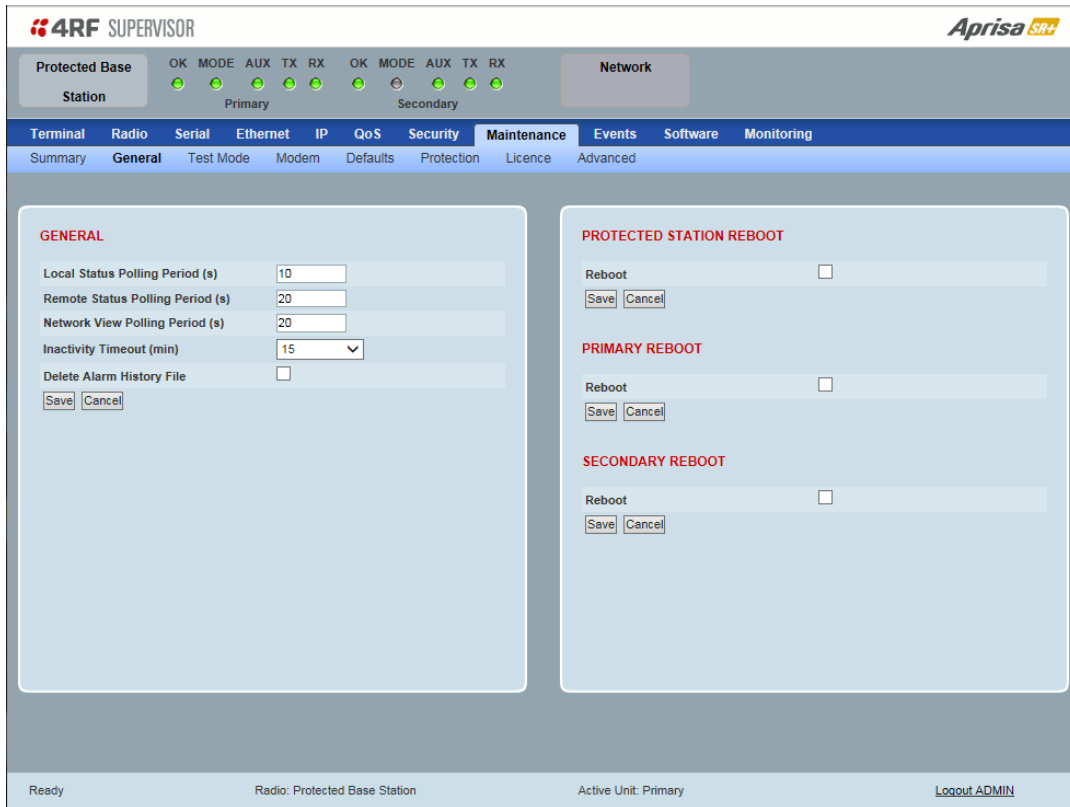 4RF SUPERVISOR
Aprisa SR+
Protected Base Station
OK MODE AUX TX RX
Primary
OK MODE AUX TX RX
Secondary
Network
Terminal Radio Serial Ethernet IP QoS Security Maintenance Events Software Monitoring
Summary General Test Mode Modem Defaults Protection Licence Advanced
GENERAL
Local Status Polling Period (s) 10
Remote Status Polling Period (s) 20
Network View Polling Period (s) 20
Inactivity Timeout (min) 15
Delete Alarm History File
Save Cancel
PROTECTED STATION REBOOT
Reboot
Save Cancel
PRIMARY REBOOT
Reboot
Save Cancel
SECONDARY REBOOT
Reboot
Save Cancel
Ready Radio: Protected Base Station Active Unit: Primary Logout ADMIN